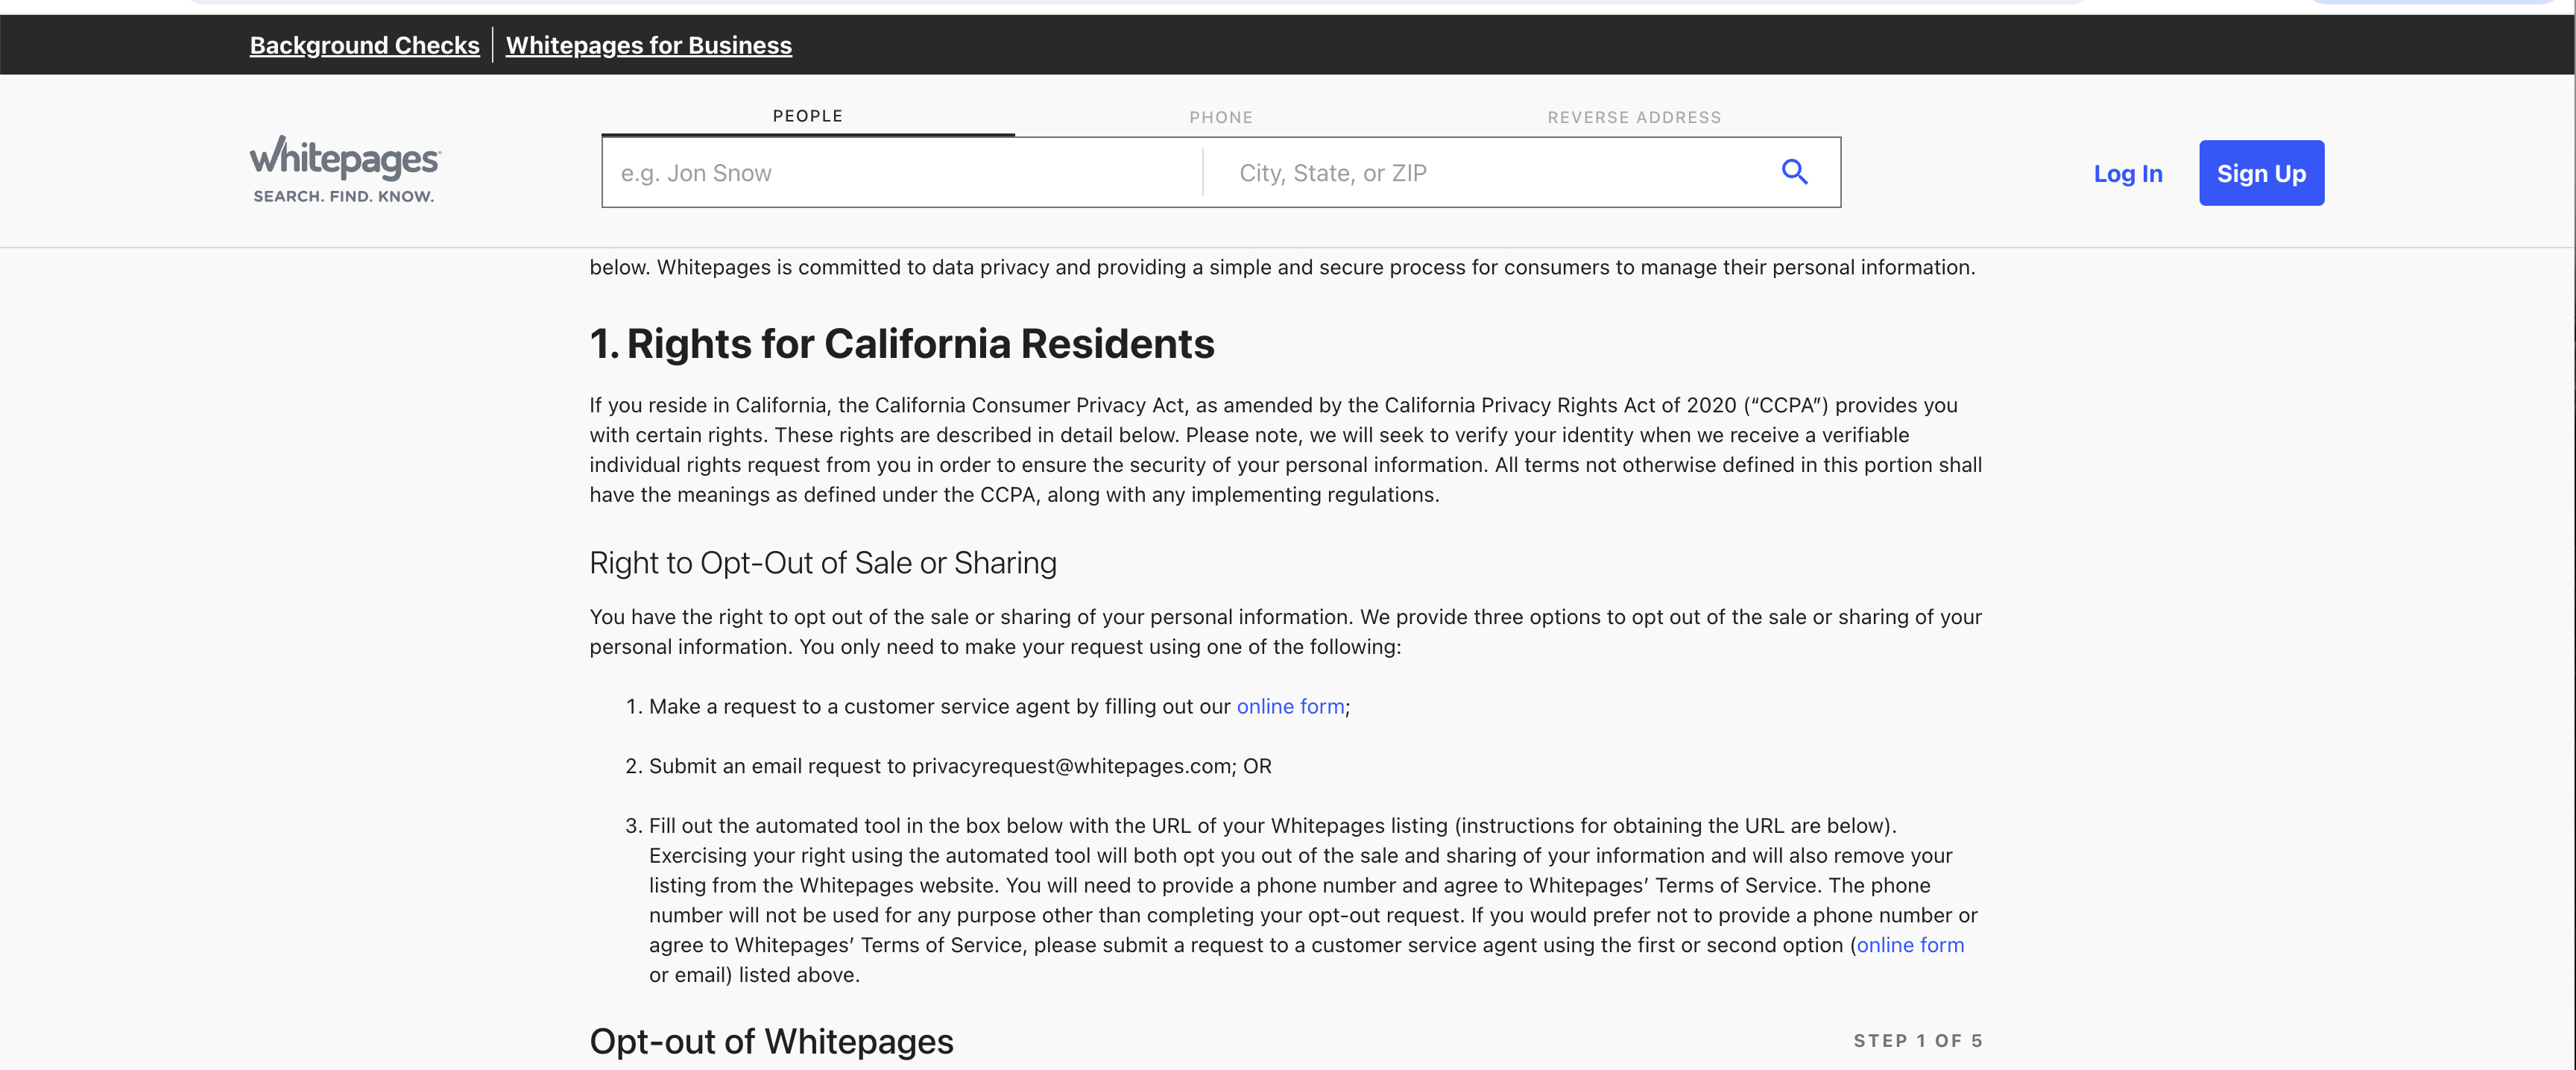 Background Checks
Whitepages for Business
PEOPLE
PHONE
REVERSE ADDRESS
whitepages
SEARCH. FIND. KNOW.
e.g. Jon Snow
City, State, or ZIP
Log In
Sign Up
below. Whitepages is committed to data privacy and providing a simple and secure process for consumers to manage their personal information.
1. Rights for California Residents
If you reside in California, the California Consumer Privacy Act, as amended by the California Privacy Rights Act of 2020 (“CCPA”) provides you
with certain rights. These rights are described in detail below. Please note, we will seek to verify your identity when we receive a verifiable
individual rights request from you in order to ensure the security of your personal information. All terms not otherwise defined in this portion shall
have the meanings as defined under the CCPA, along with any implementing regulations.
Right to Opt-Out of Sale or Sharing
You have the right to opt out of the sale or sharing of your personal information. We provide three options to opt out of the sale or sharing of your
personal information. You only need to make your request using one of the following:
1. Make a request to a customer service agent by filling out our online form;
2. Submit an email request to privacyrequest@whitepages.com; OR
3. Fill out the automated tool in the box below with the URL of your Whitepages listing (instructions for obtaining the URL are below).
Exercising your right using the automated tool will both opt you out of the sale and sharing of your information and will also remove your
listing from the Whitepages website. You will need to provide a phone number and agree to Whitepages’ Terms of Service. The phone
number will not be used for any purpose other than completing your opt-out request. If you would prefer not to provide a phone number or
agree to Whitepages’ Terms of Service, please submit a request to a customer service agent using the first or second option (online form
or email) listed above.
Opt-out of Whitepages
STEP 1 OF 5